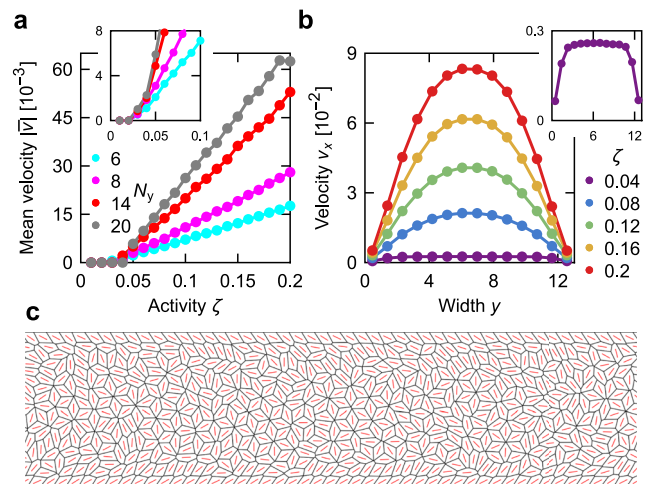 a
Mean velocity |v̅| [10⁻³]
60
45
30
15
0
0 0.05 0.1 0.15 0.2
Activity ζ
8
4
0
0 0.05 0.1
6
8
14
20
N_y
b
Velocity vₓ [10⁻²]
9
6
3
0
0 4 8 12
Width y
0.3
0
0 6 12
ζ
0.04
0.08
0.12
0.16
0.2
c